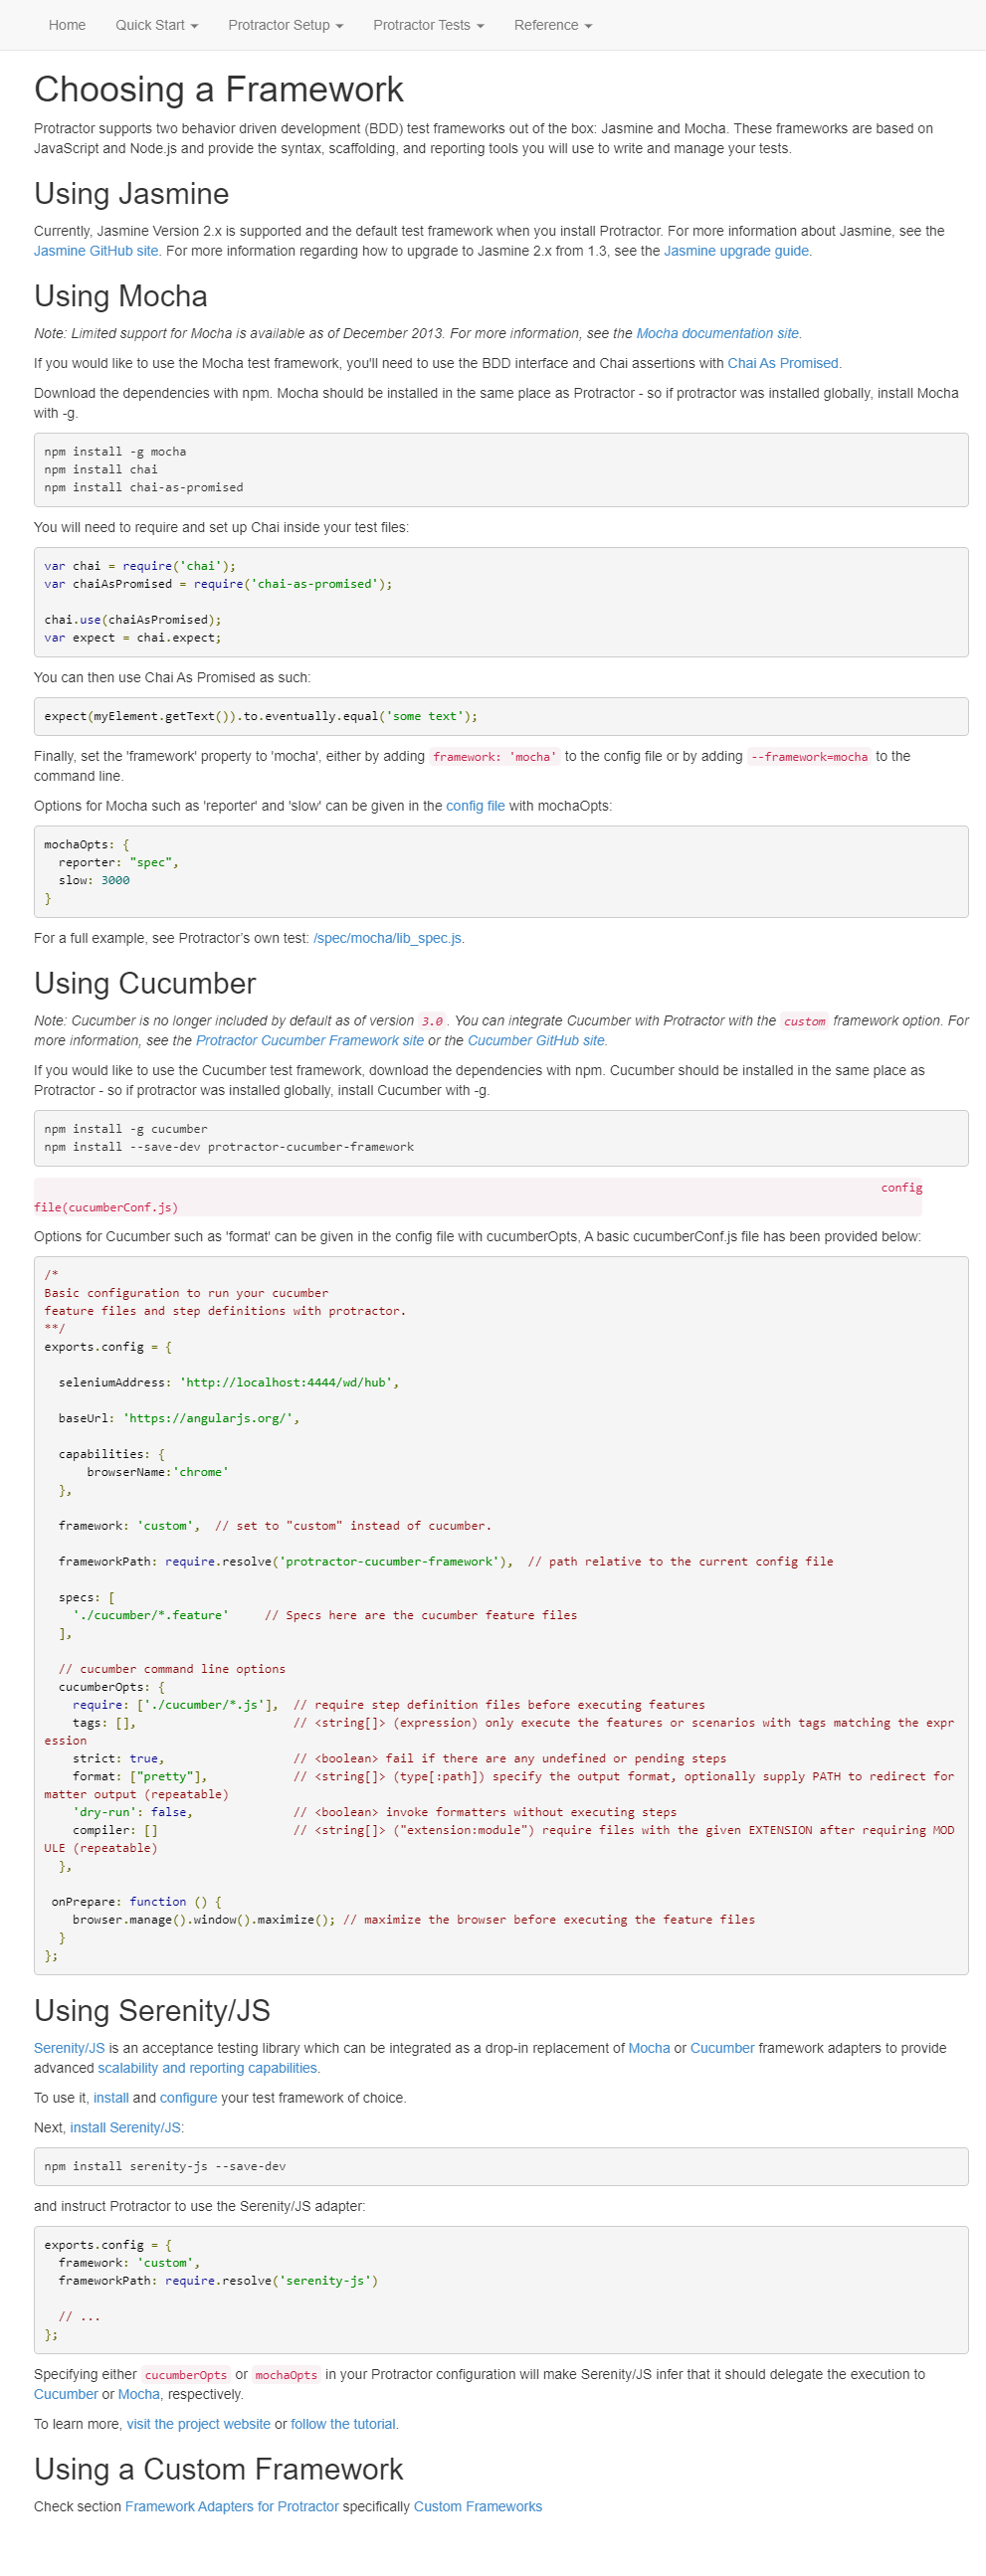 Home Quick Start Protractor Setup Protractor Tests Reference
Choosing a Framework
Protractor supports two behavior driven development (BDD) test frameworks out of the box: Jasmine and Mocha. These frameworks are based on
JavaScript and Node.js and provide the syntax, scaffolding, and reporting tools you will use to write and manage your tests.
Using Jasmine
Currently, Jasmine Version 2.x is supported and the default test framework when you install Protractor. For more information about Jasmine, see the
Jasmine GitHub site. For more information regarding how to upgrade to Jasmine 2.x from 1.3, see the Jasmine upgrade guide.
Using Mocha
Note: Limited support for Mocha is available as of December 2013. For more information, see the Mocha documentation site.
If you would like to use the Mocha test framework, you'll need to use the BDD interface and Chai assertions with Chai As Promised.
Download the dependencies with npm. Mocha should be installed in the same place as Protractor - so if protractor was installed globally, install Mocha
with -g.
npm install -g mocha
npm install chai
npm install chai-as-promised
You will need to require and set up Chai inside your test files:
var chai = require('chai');
var chaiAsPromised = require('chai-as-promised');
chai.use(chaiAsPromised);
var expect = chai.expect;
You can then use Chai As Promised as such:
expect(myElement.getText()).to.eventually.equal('some text');
Finally, set the 'framework' property to 'mocha', either by adding framework: 'mocha' to the config file or by adding --framework=mocha to the
command line.
Options for Mocha such as 'reporter' and 'slow' can be given in the config file with mochaOpts:
mochaOpts: {
  reporter: "spec",
  slow: 3000
}
For a full example, see Protractor’s own test: /spec/mocha/lib_spec.js.
Using Cucumber
Note: Cucumber is no longer included by default as of version 3.0. You can integrate Cucumber with Protractor with the custom framework option. For
more information, see the Protractor Cucumber Framework site or the Cucumber GitHub site.
If you would like to use the Cucumber test framework, download the dependencies with npm. Cucumber should be installed in the same place as
Protractor - so if protractor was installed globally, install Cucumber with -g.
npm install -g cucumber
npm install --save-dev protractor-cucumber-framework
config
file(cucumberConf.js)
Options for Cucumber such as 'format' can be given in the config file with cucumberOpts, A basic cucumberConf.js file has been provided below:
/*
Basic configuration to run your cucumber
feature files and step definitions with protractor.
**/
exports.config = {
  seleniumAddress: 'http://localhost:4444/wd/hub',
  baseUrl: 'https://angularjs.org/',
  capabilities: {
      browserName:'chrome'
  },
  framework: 'custom',  // set to "custom" instead of cucumber.
  frameworkPath: require.resolve('protractor-cucumber-framework'),  // path relative to the current config file
  specs: [
    './cucumber/*.feature'     // Specs here are the cucumber feature files
  ],
  // cucumber command line options
  cucumberOpts: {
    require: ['./cucumber/*.js'],  // require step definition files before executing features
    tags: [],                      // <string[]> (expression) only execute the features or scenarios with tags matching the expr
ession
    strict: true,                  // <boolean> fail if there are any undefined or pending steps
    format: ["pretty"],            // <string[]> (type[:path]) specify the output format, optionally supply PATH to redirect for
matter output (repeatable)
    'dry-run': false,              // <boolean> invoke formatters without executing steps
    compiler: []                   // <string[]> ("extension:module") require files with the given EXTENSION after requiring MOD
ULE (repeatable)
  },
 onPrepare: function () {
    browser.manage().window().maximize(); // maximize the browser before executing the feature files
  }
};
Using Serenity/JS
Serenity/JS is an acceptance testing library which can be integrated as a drop-in replacement of Mocha or Cucumber framework adapters to provide
advanced scalability and reporting capabilities.
To use it, install and configure your test framework of choice.
Next, install Serenity/JS:
npm install serenity-js --save-dev
and instruct Protractor to use the Serenity/JS adapter:
exports.config = {
  framework: 'custom',
  frameworkPath: require.resolve('serenity-js')
  // ...
};
Specifying either cucumberOpts or mochaOpts in your Protractor configuration will make Serenity/JS infer that it should delegate the execution to
Cucumber or Mocha, respectively.
To learn more, visit the project website or follow the tutorial.
Using a Custom Framework
Check section Framework Adapters for Protractor specifically Custom Frameworks